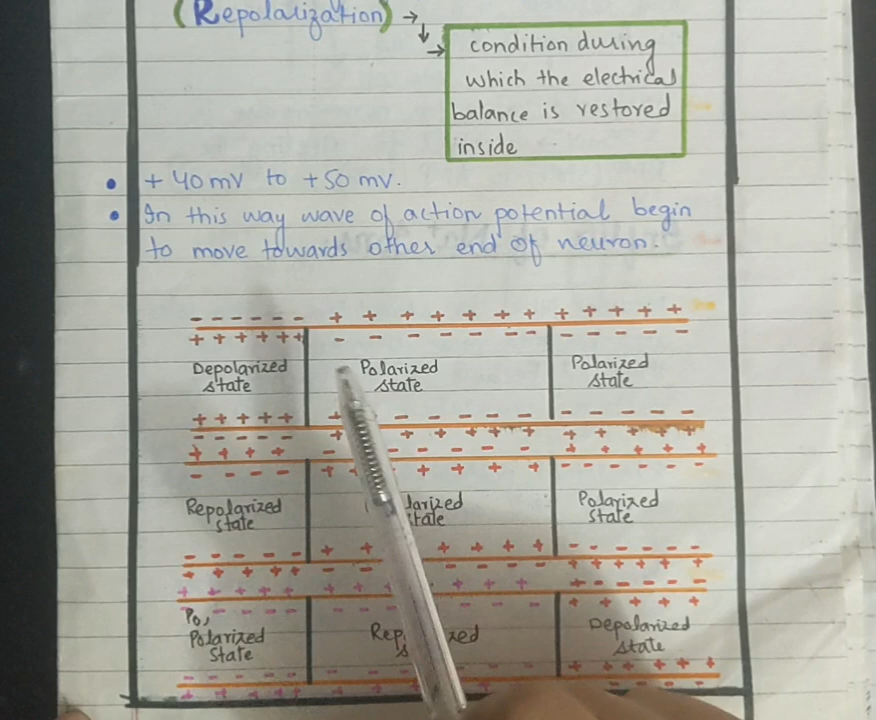 (Repolarization) →
↓
→ condition during
which the electrical
balance is restored
inside
• + 40 mv to +50 mv.
• In this way wave of action potential begin
to move towards other end of neuron.
- - - - - - + + + + + + + + + + + +
+ + + + + + - - - - - - - - - - - -
Depolarized Polarized Polarized
state state state
Repolarized Polarized
state state
Po,
Polarized Depolarized
State state